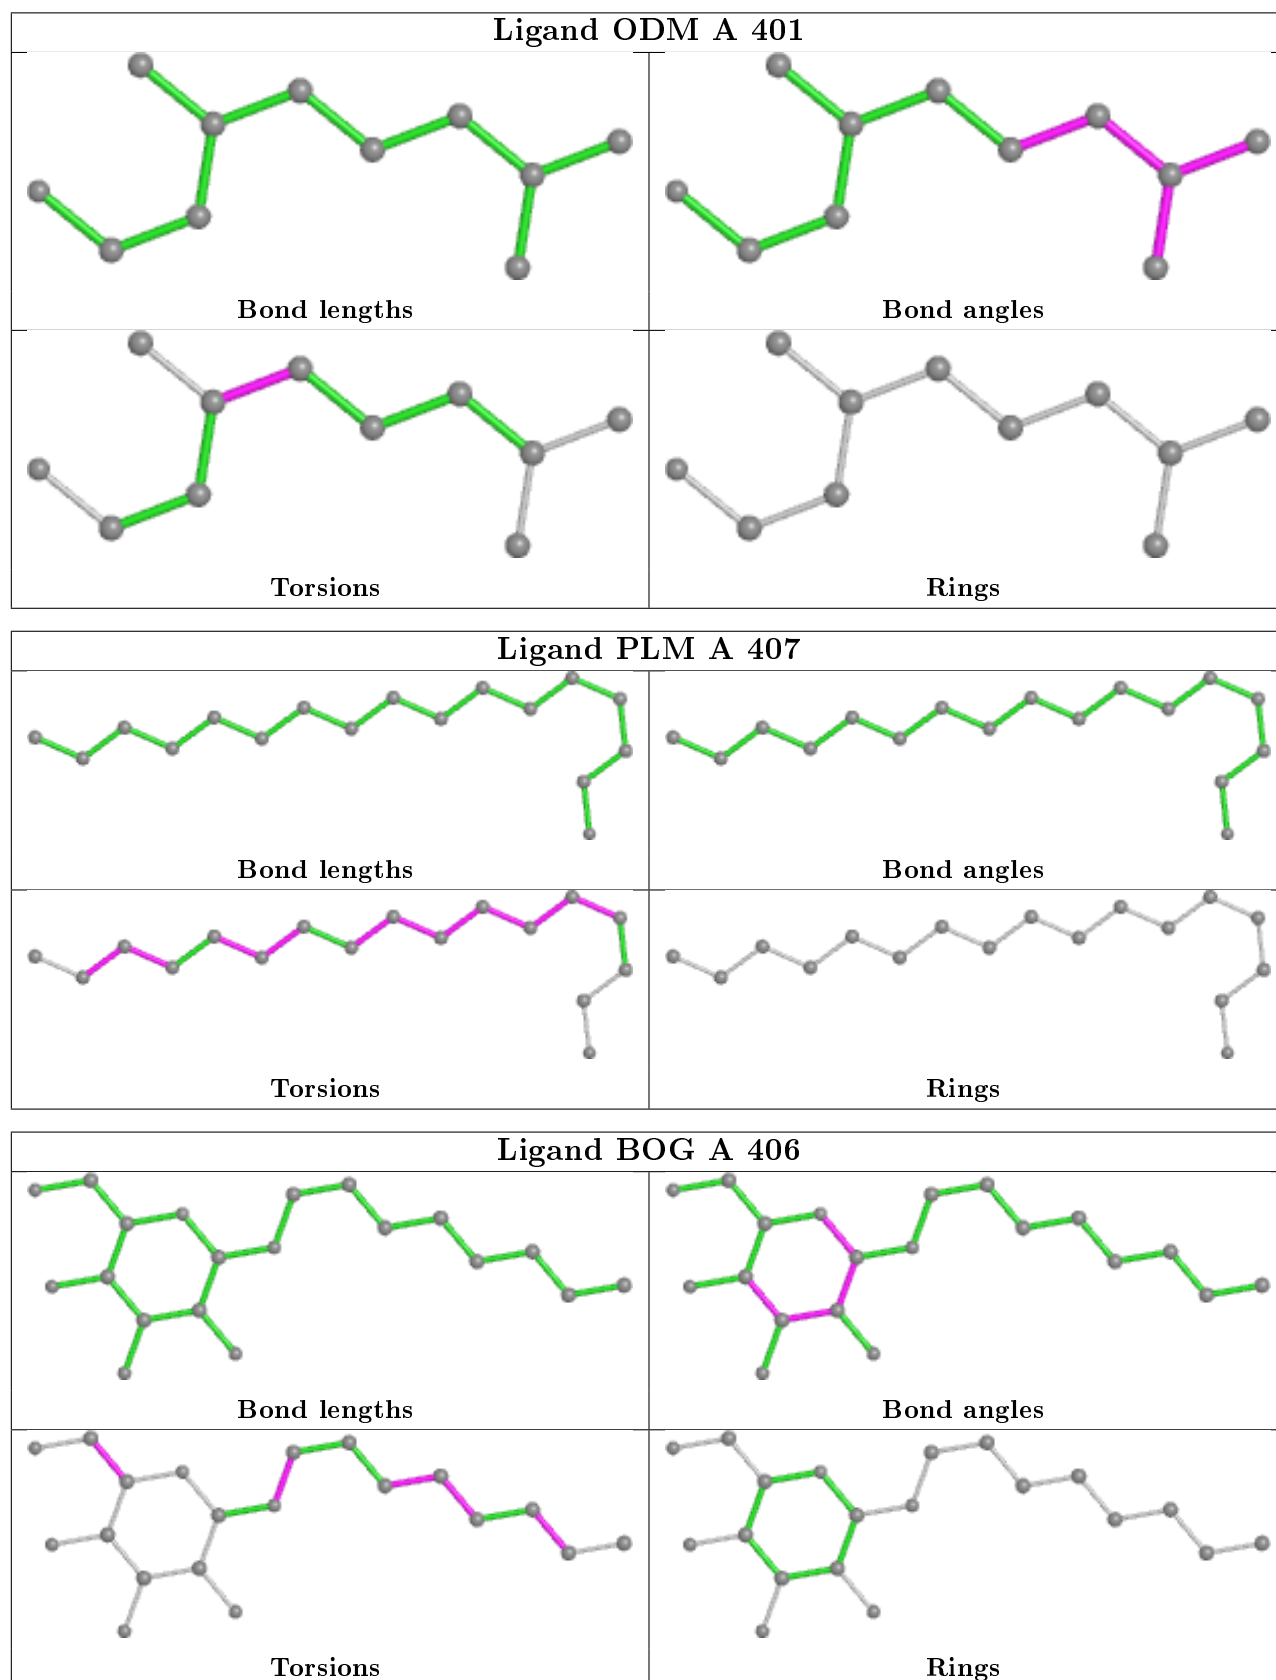 Ligand ODM A 401
Bond lengths
Bond angles
Torsions
Rings
Ligand PLM A 407
Bond lengths
Bond angles
Torsions
Rings
Ligand BOG A 406
Bond lengths
Bond angles
Torsions
Rings